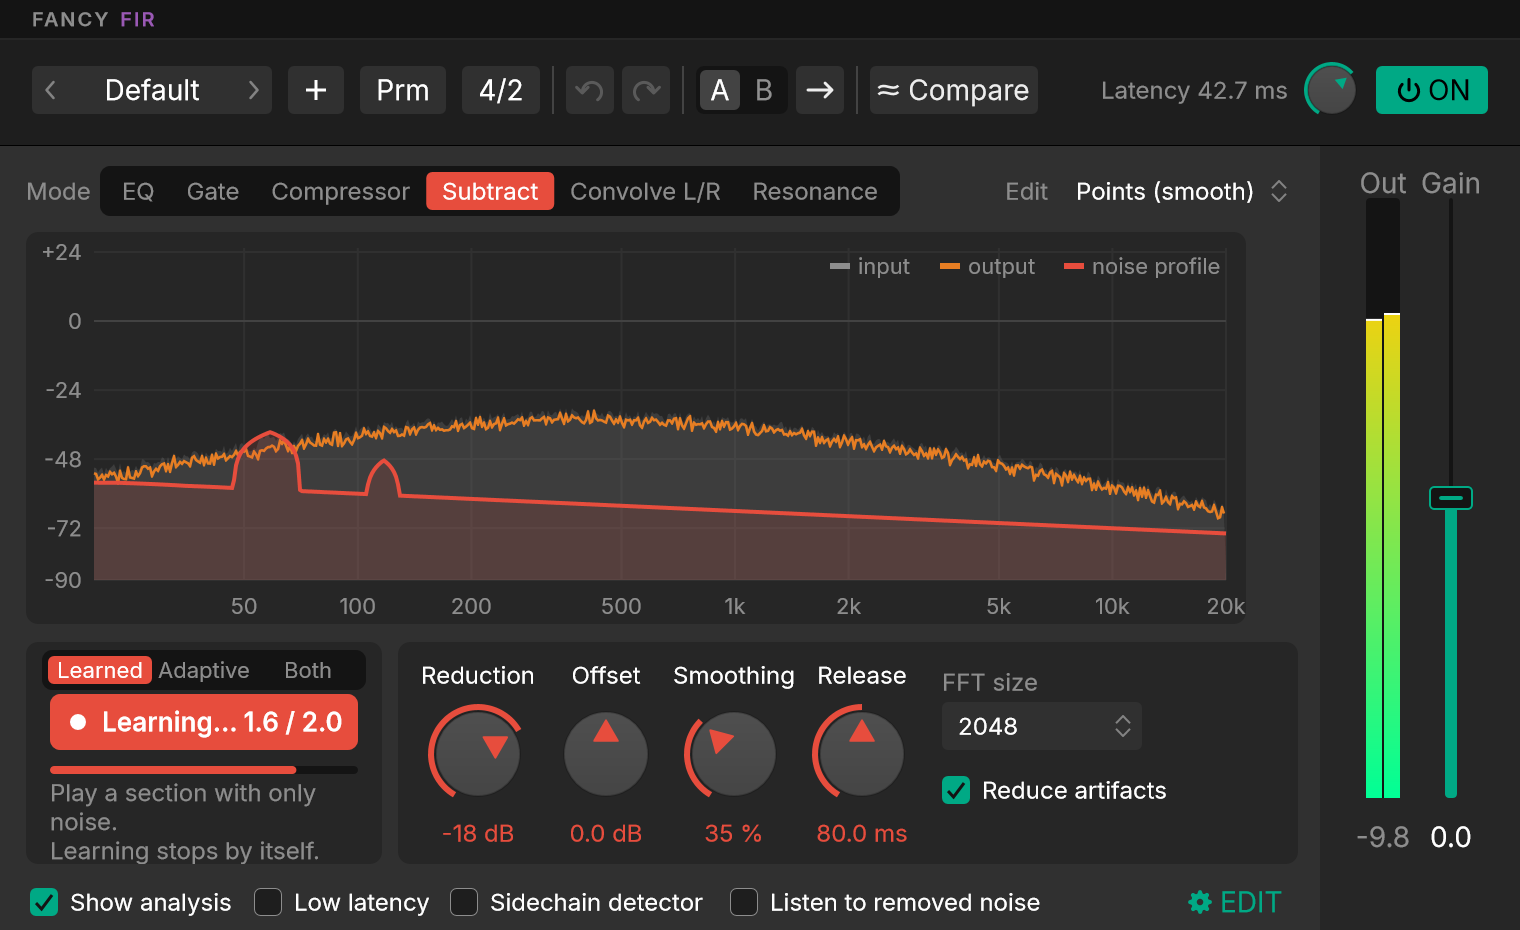 FANCY FIR
Default + Prm 4/2 A B → ≈ Compare Latency 42.7 ms ON
Mode EQ Gate Compressor Subtract Convolve L/R Resonance Edit Points (smooth)
Out Gain
+24
input output noise profile
0
-24
-48
-72
-90
50 100 200 500 1k 2k 5k 10k 20k
Learned Adaptive Both
Learning... 1.6 / 2.0
Play a section with only
noise.
Learning stops by itself.
Reduction Offset Smoothing Release
-18 dB 0.0 dB 35 % 80.0 ms
FFT size
2048
Reduce artifacts
-9.8 0.0
Show analysis Low latency Sidechain detector Listen to removed noise EDIT